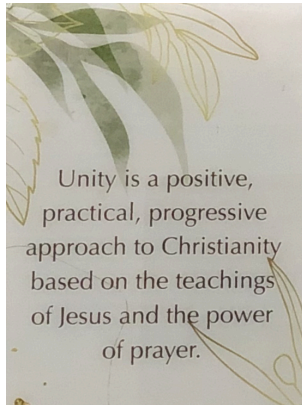 Unity is a positive,
practical, progressive
approach to Christianity
based on the teachings
of Jesus and the power
of prayer.